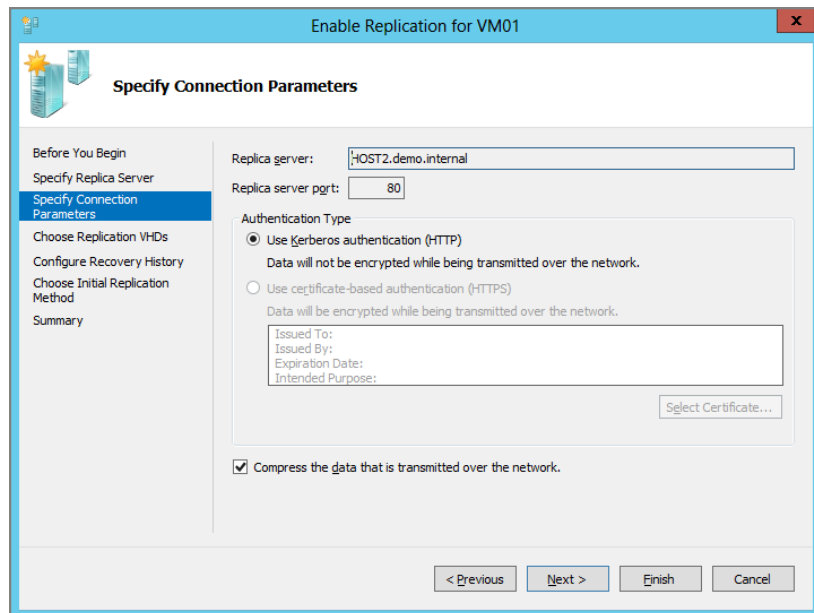 Enable Replication for VM01
x
Specify Connection Parameters
Before You Begin
Specify Replica Server
Specify Connection
Parameters
Choose Replication VHDs
Configure Recovery History
Choose Initial Replication
Method
Summary
Replica server:
HOST2.demo.internal
Replica server port:
80
Authentication Type
Use Kerberos authentication (HTTP)
Data will not be encrypted while being transmitted over the network.
Use certificate-based authentication (HTTPS)
Data will be encrypted while being transmitted over the network.
Issued To:
Issued By:
Expiration Date:
Intended Purpose:
Select Certificate...
Compress the data that is transmitted over the network.
< Previous
Next >
Finish
Cancel